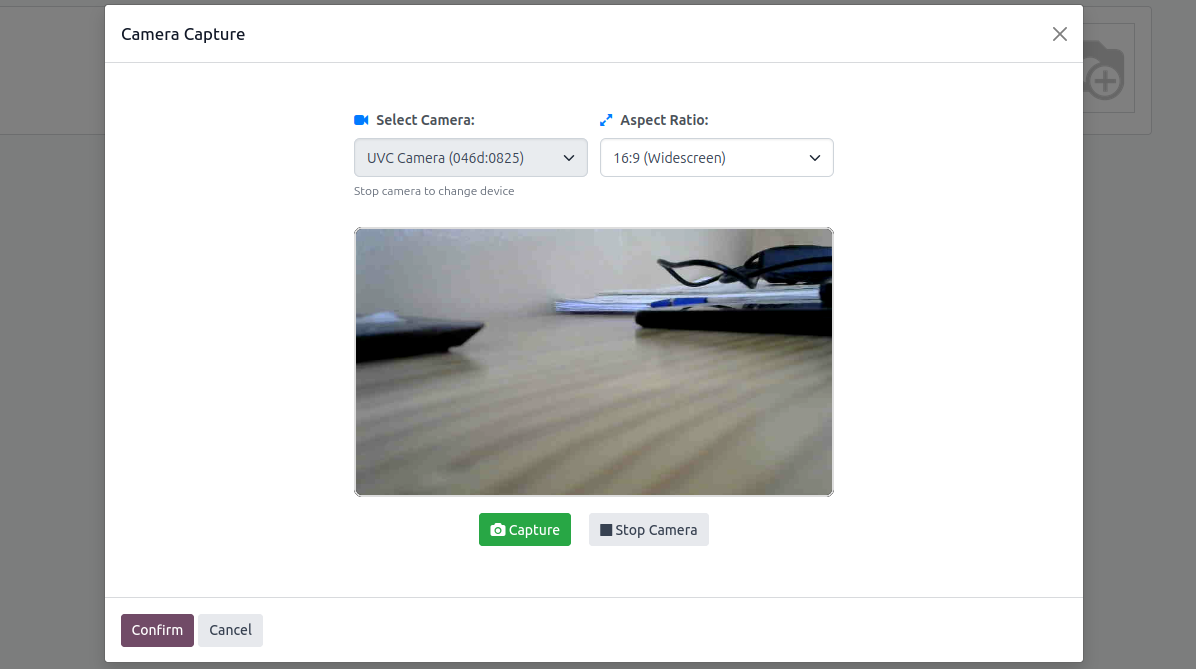 Camera Capture
Select Camera:
Aspect Ratio:
UVC Camera (046d:0825)
16:9 (Widescreen)
Stop camera to change device
Capture
Stop Camera
Confirm
Cancel